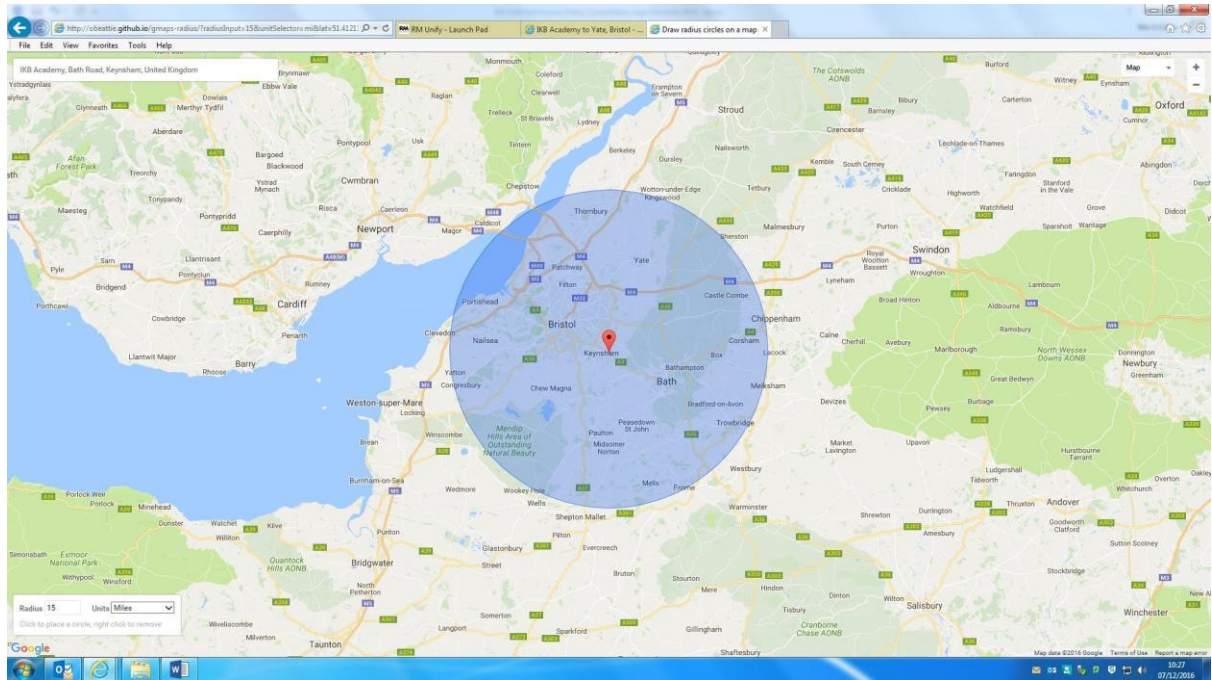 http://obeattie.github.io/gmaps-radius/?radiusInput=15&unitSelector=mi&lat=51.4121
RM Unify - Launch Pad
IKB Academy to Yate, Bristol - ...
Draw radius circles on a map
File Edit View Favorites Tools Help
IKB Academy, Bath Road, Keynsham, United Kingdom
Map
Monmouth
Coleford
Burford
Brynmawr
Ebbw Vale
Raglan
Clearwell
Frampton on Severn
The Cotswolds AONB
Witney
Eynsham
Ystradgynlais
Dowlais
Glynneath
Merthyr Tydfil
Trelleck
St Briavels
Lydney
Stroud
Bibury
Barnsley
Carterton
Oxford
Cumnor
Aberdare
Pontypool
Usk
Tintern
Berkeley
Dursley
Nailsworth
Cirencester
Lechlade-on-Thames
Afan Forest Park
Treorchy
Bargoed
Blackwood
Ystrad Mynach
Cwmbran
Chepstow
Wotton-under-Edge
Kingswood
Tetbury
Kemble
South Cerney
Cricklade
Highworth
Faringdon
Stanford in the Vale
Abingdon
Maesteg
Tonypandy
Pontypridd
Risca
Caerleon
Newport
Magor
Caldicot
Thornbury
Sherston
Malmesbury
Purton
Watchfield
Grove
Didcot
Sparsholt
Wantage
Caerphilly
Pyle
Sarn
Llantrisant
Pontyclun
Bridgend
Rumney
Patchway
Filton
Yate
Castle Combe
Royal Wootton Bassett
Swindon
Wroughton
Lyneham
Lambourn
Porthcawl
Cowbridge
Cardiff
Penarth
Portishead
Bristol
Chippenham
Broad Hinton
Aldbourne
Ramsbury
Clevedon
Nailsea
Keynsham
Corsham
Box
Lacock
Calne
Cherhill
Avebury
Marlborough
North Wessex Downs AONB
Donnington
Newbury
Greenham
Llantwit Major
Rhoose
Barry
Yatton
Congresbury
Chew Magna
Bathampton
Bath
Melksham
Devizes
Great Bedwyn
Weston-super-Mare
Locking
Bradford-on-Avon
Trowbridge
Pewsey
Burbage
Brean
Winscombe
Mendip Hills Area of Outstanding Natural Beauty
Paulton
Peasedown St John
Midsomer Norton
Market Lavington
Upavon
Hurstbourne Tarrant
Burnham-on-Sea
Wedmore
Wookey Hole
Wells
Mells
Frome
Westbury
Warminster
Ludgershall
Tidworth
Overton
Oakley
Whitchurch
Porlock Weir
Porlock
Minehead
Dunster
Watchet
Williton
Kilve
Shepton Mallet
Pilton
Shrewton
Durrington
Amesbury
Thruxton
Andover
Goodworth Clatford
Sutton Scotney
Simonsbath
Exmoor National Park
Withypool
Winsford
Quantock Hills AONB
Puriton
Bridgwater
North Petherton
Glastonbury
Street
Evercreech
Bruton
Stourton
Mere
Hindon
Dinton
Wilton
Salisbury
Stockbridge
Winchester
Radius 15 Units Miles
Click to place a circle, right click to remove
Wiveliscombe
Milverton
Taunton
Langport
Somerton
Sparkford
Gillingham
Shaftesbury
Tisbury
Cranborne Chase AONB
Google
Map data ©2016 Google Terms of Use Report a map error
10:27
07/12/2016